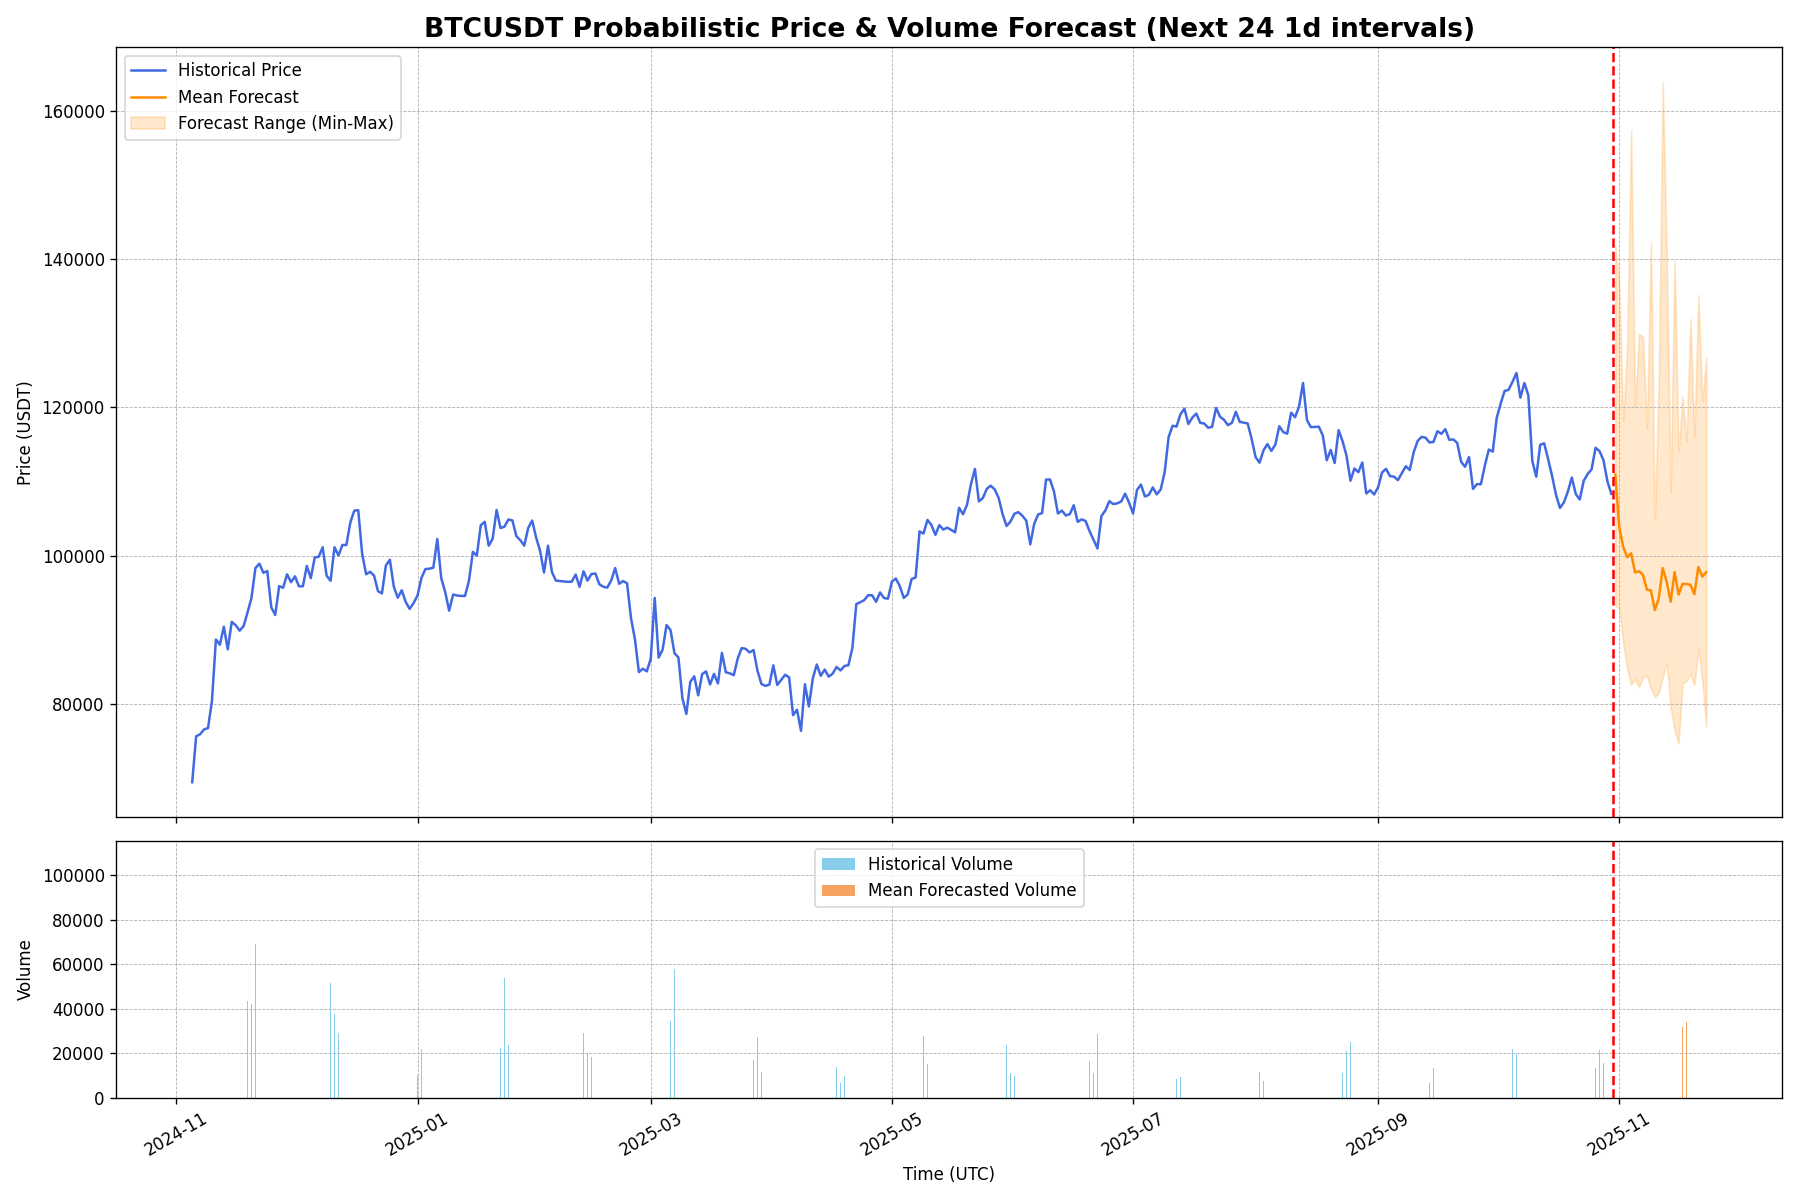 BTCUSDT Probabilistic Price & Volume Forecast (Next 24 1d intervals)
Historical Price
Mean Forecast
Forecast Range (Min-Max)
160000
140000
120000
100000
80000
Price (USDT)
Historical Volume
Mean Forecasted Volume
100000
80000
60000
40000
20000
0
Volume
2024-11
2025-01
2025-03
2025-05
2025-07
2025-09
2025-11
Time (UTC)